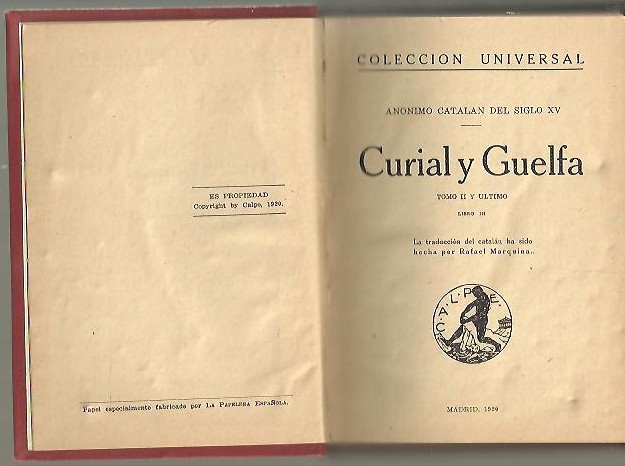 ES PROPIEDAD
Copyright by Calpe, 1920.
Papel especialmente fabricado por LA PAPELERA ESPAÑOLA.
COLECCION UNIVERSAL
ANONIMO CATALAN DEL SIGLO XV
Curial y Guelfa
TOMO II Y ULTIMO
LIBRO III
La traducción del catalán ha sido
hecha por Rafael Marquina.
CALPE
MADRID, 1920